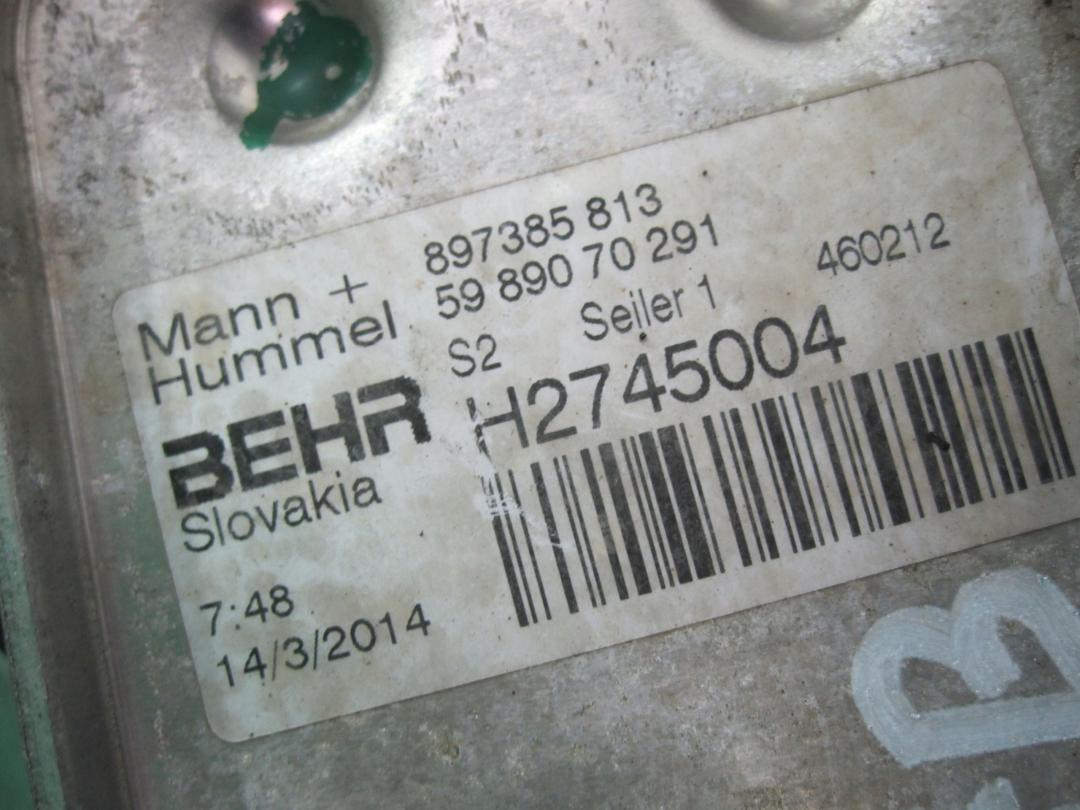 Mann +
Hummel
BEHR
Slovakia
7:48
14/3/2014
897385 813
59 890 70 291
S2 Seiler 1 460212
H2745004
B